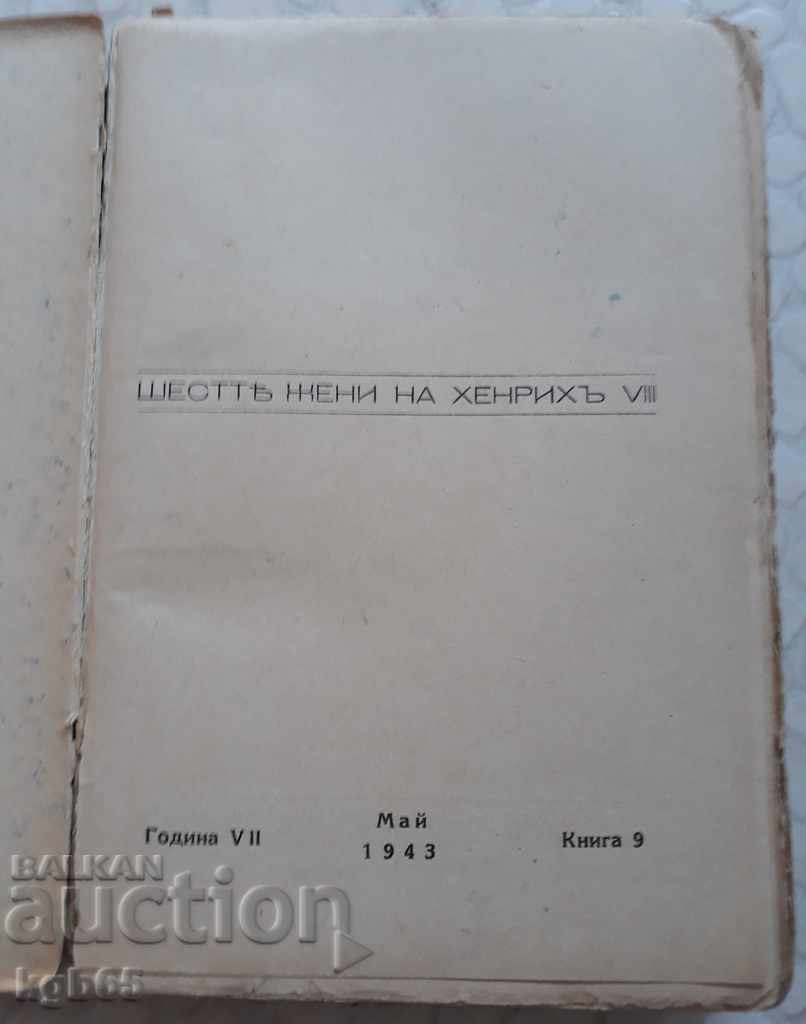 ШЕСТТѢ ЖЕНИ НА ХЕНРИХЪ VIII
Година VII
Май
1943
Книга 9
BALKAN
auction
kgb65